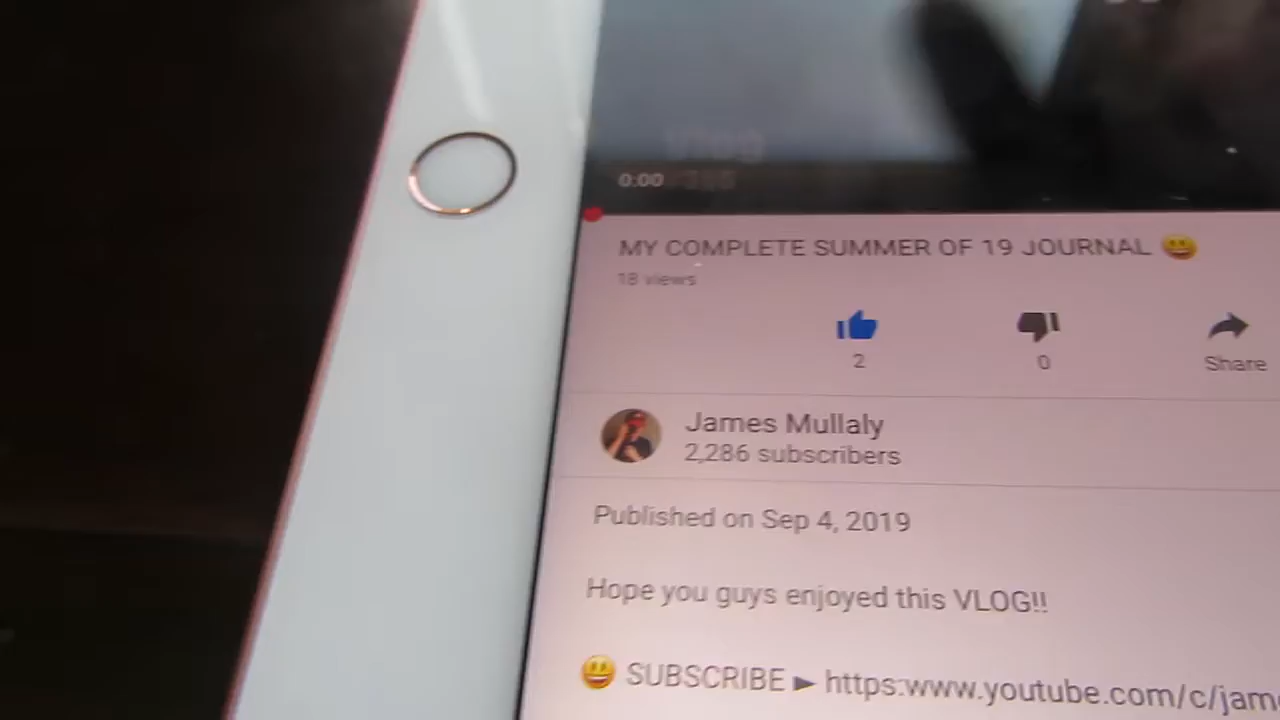 0:00
MY COMPLETE SUMMER OF 19 JOURNAL 😃
18 views
2
0
Share
James Mullaly
2,286 subscribers
Published on Sep 4, 2019
Hope you guys enjoyed this VLOG!!
😃 SUBSCRIBE ► https:www.youtube.com/c/jam